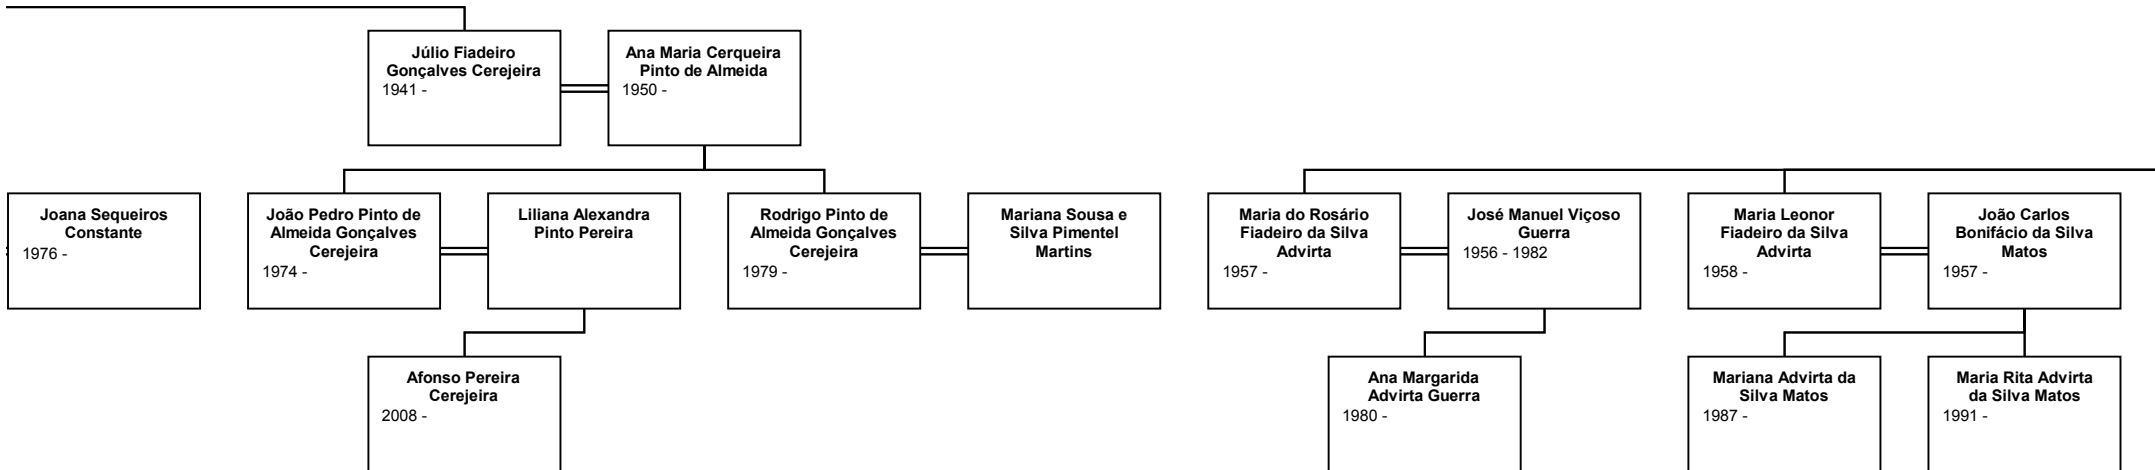 Júlio Fiadeiro
Gonçalves Cerejeira
1941 -
Ana Maria Cerqueira
Pinto de Almeida
1950 -
Joana Sequeiros
Constante
1976 -
João Pedro Pinto de
Almeida Gonçalves
Cerejeira
1974 -
Liliana Alexandra
Pinto Pereira
Rodrigo Pinto de
Almeida Gonçalves
Cerejeira
1979 -
Mariana Sousa e
Silva Pimentel
Martins
Maria do Rosário
Fiadeiro da Silva
Advirta
1957 -
José Manuel Viçoso
Guerra
1956 - 1982
Maria Leonor
Fiadeiro da Silva
Advirta
1958 -
João Carlos
Bonifácio da Silva
Matos
1957 -
Afonso Pereira
Cerejeira
2008 -
Ana Margarida
Advirta Guerra
1980 -
Mariana Advirta da
Silva Matos
1987 -
Maria Rita Advirta
da Silva Matos
1991 -